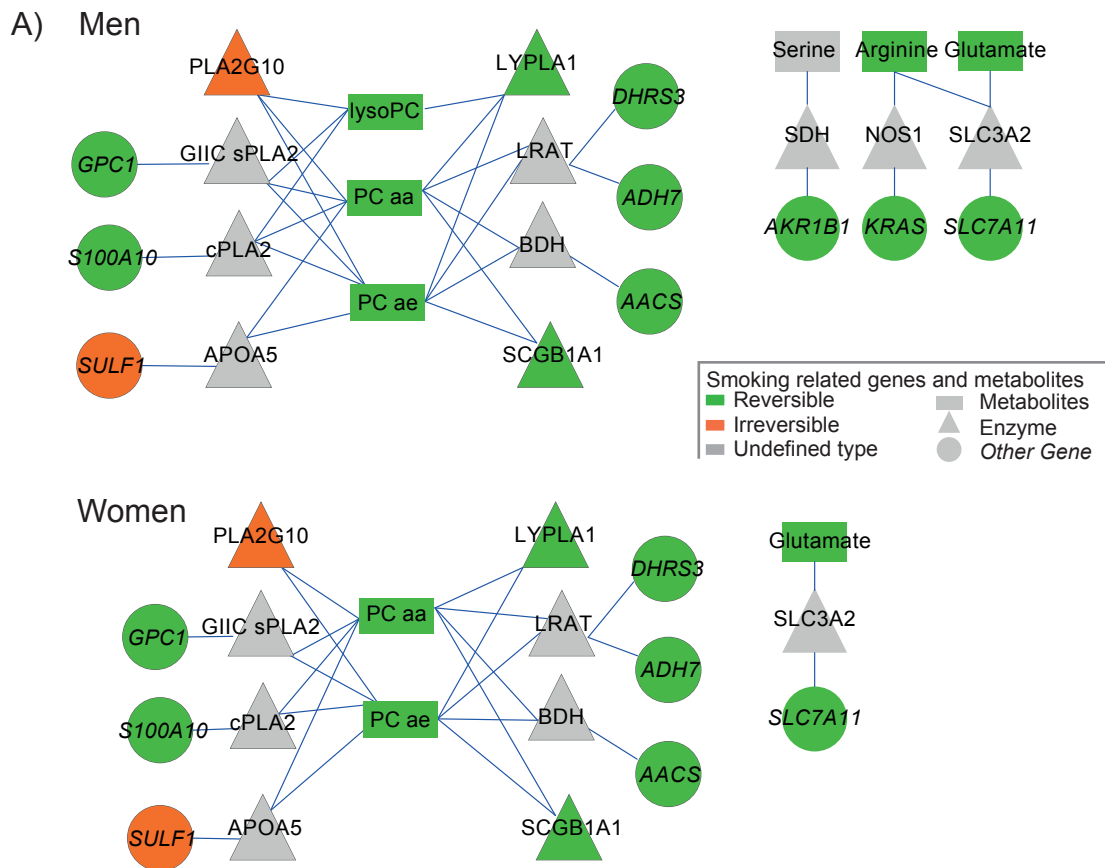 A) Men
PLA2G10
LYPLA1
Serine Arginine Glutamate
lysoPC
DHRS3
GPC1
GIIC sPLA2
LRAT
SDH NOS1 SLC3A2
PC aa
ADH7
S100A10
cPLA2
BDH
AKR1B1 KRAS SLC7A11
PC ae
AACS
SULF1
APOA5
SCGB1A1
Smoking related genes and metabolites
Reversible Metabolites
Irreversible Enzyme
Undefined type Other Gene
Women
PLA2G10
LYPLA1
Glutamate
DHRS3
PC aa
GPC1
GIIC sPLA2
LRAT
SLC3A2
ADH7
S100A10
cPLA2
PC ae
BDH
SLC7A11
AACS
SULF1
APOA5
SCGB1A1